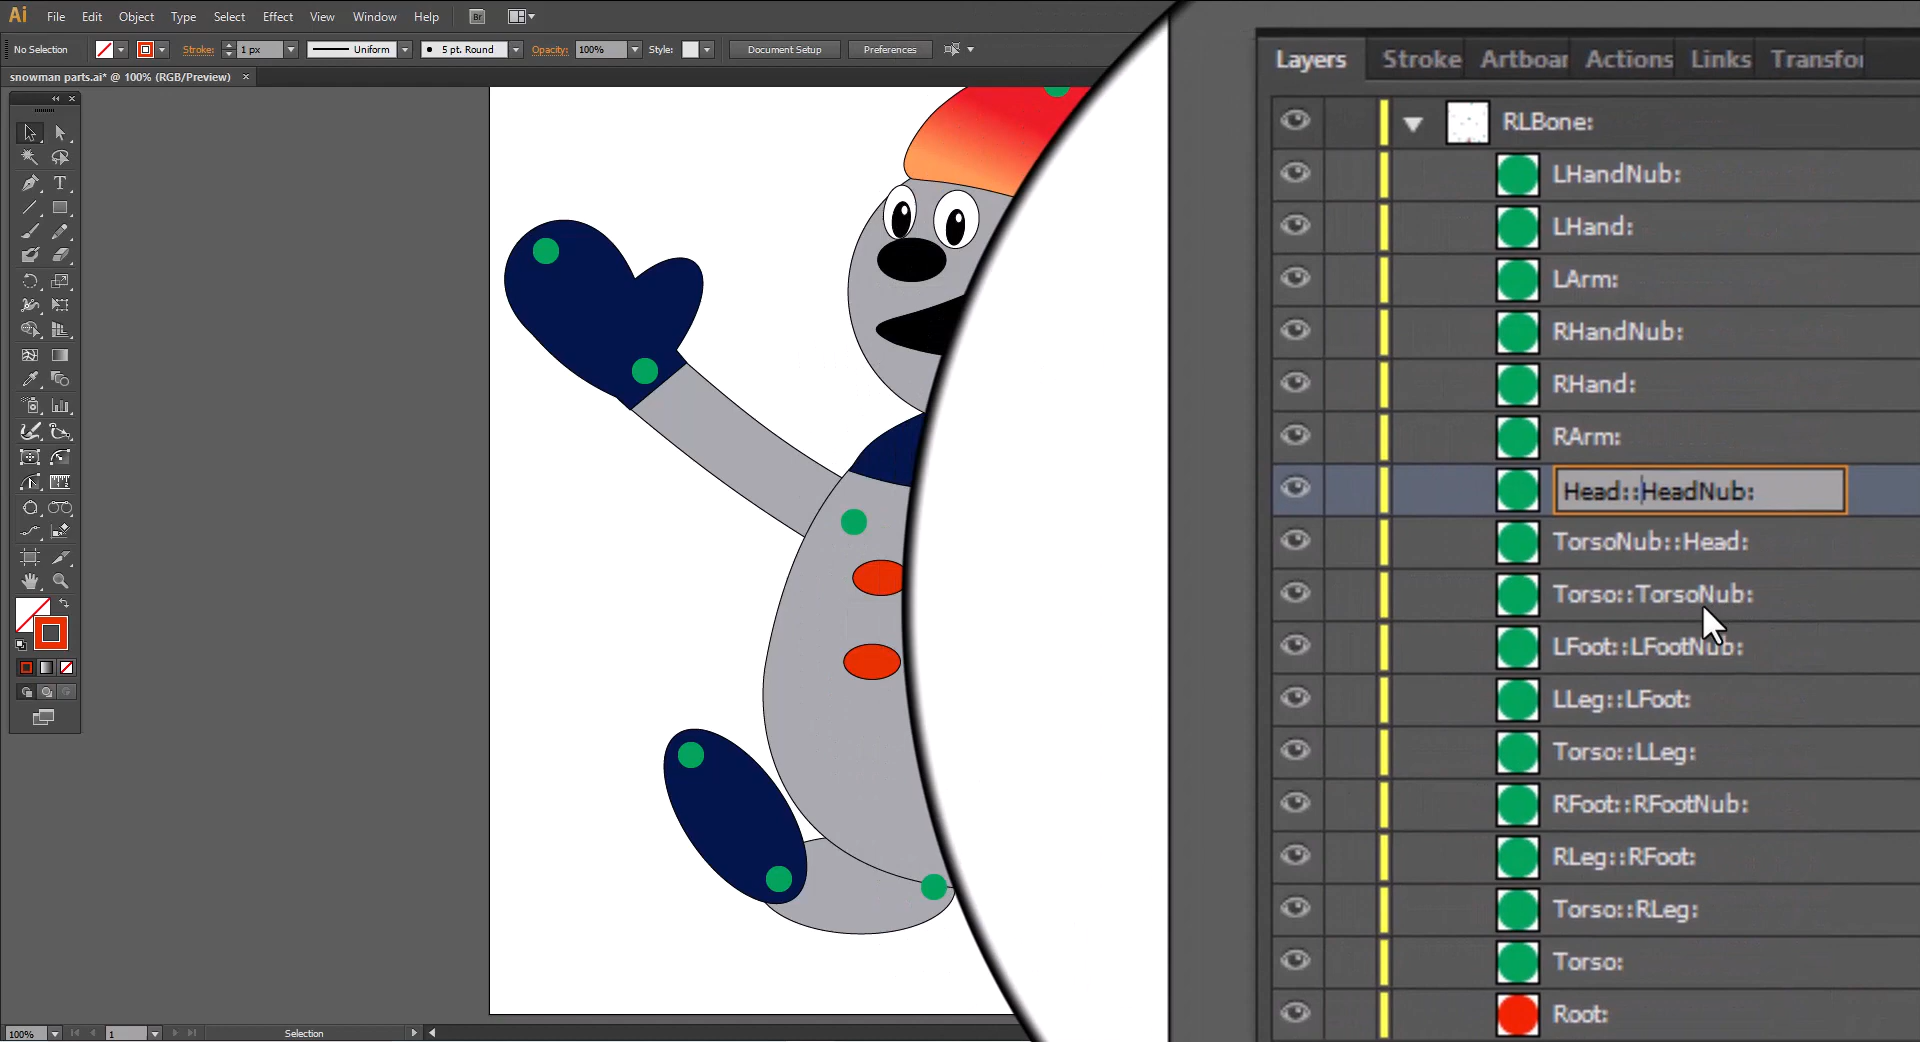 Ai File Edit Object Type Select Effect View Window Help Br
No Selection Stroke: 1 px Uniform 5 pt. Round Opacity: 100% Style: Document Setup Preferences
snowman parts.ai* @ 100% (RGB/Preview) ×
Layers Stroke Artboar Actions Links Transfo
RLBone:
LHandNub:
LHand:
LArm:
RHandNub:
RHand:
RArm:
Head::HeadNub:
TorsoNub::Head:
Torso::TorsoNub:
LFoot::LFootNub:
LLeg::LFoot:
Torso::LLeg:
RFoot::RFootNub:
RLeg::RFoot:
Torso::RLeg:
Torso:
Root:
100% 1 Selection